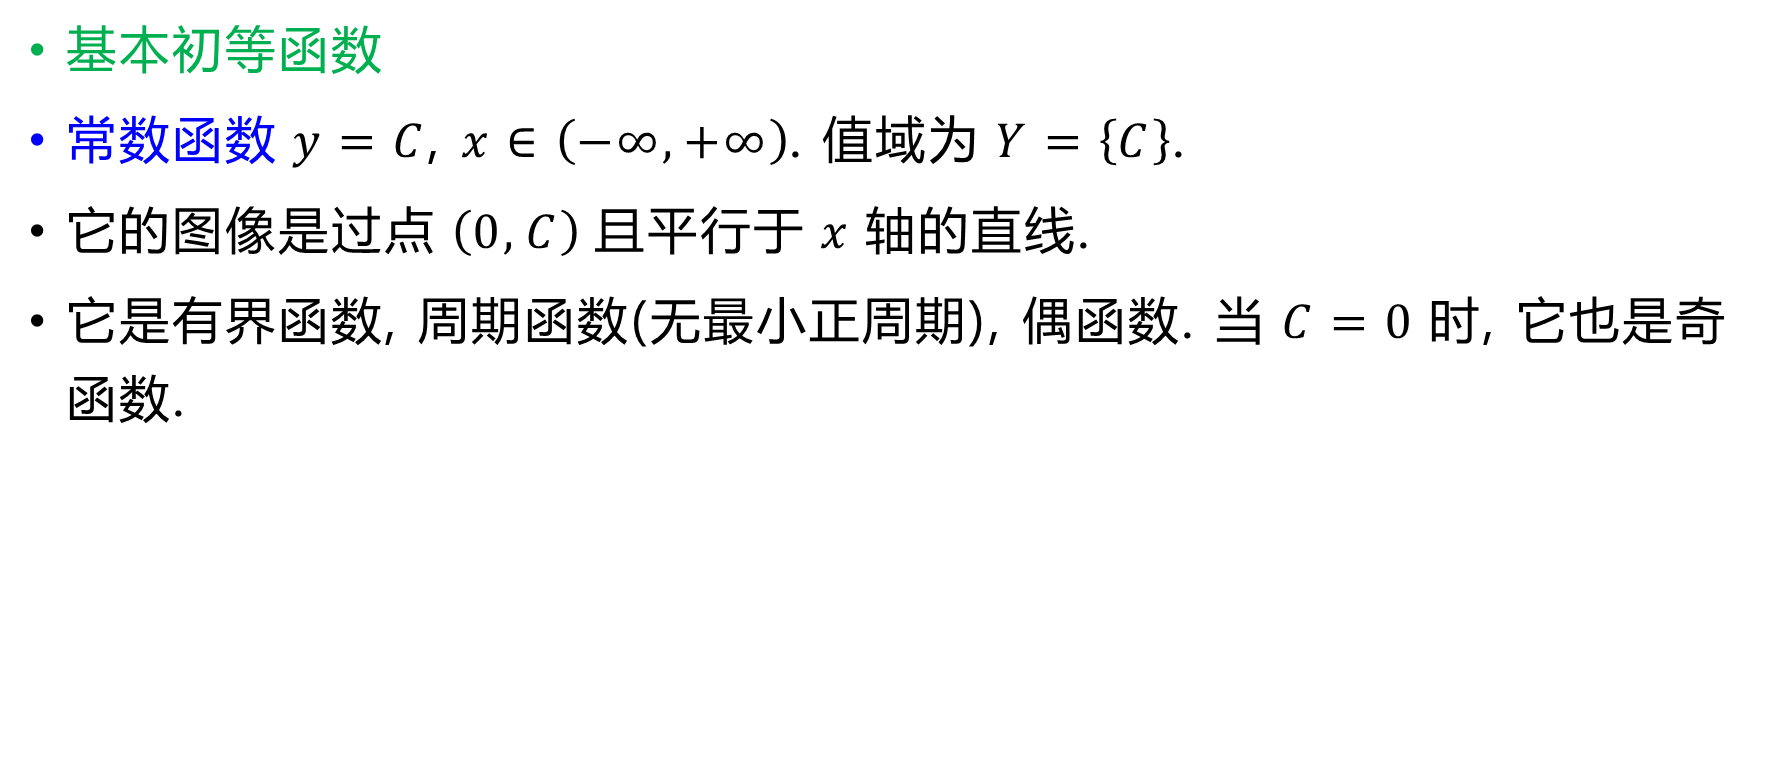 • 基本初等函数
• 常数函数 y = C, x ∈ (−∞, +∞). 值域为 Y = {C}.
• 它的图像是过点 (0, C) 且平行于 x 轴的直线.
• 它是有界函数, 周期函数(无最小正周期), 偶函数. 当 C = 0 时, 它也是奇
函数.